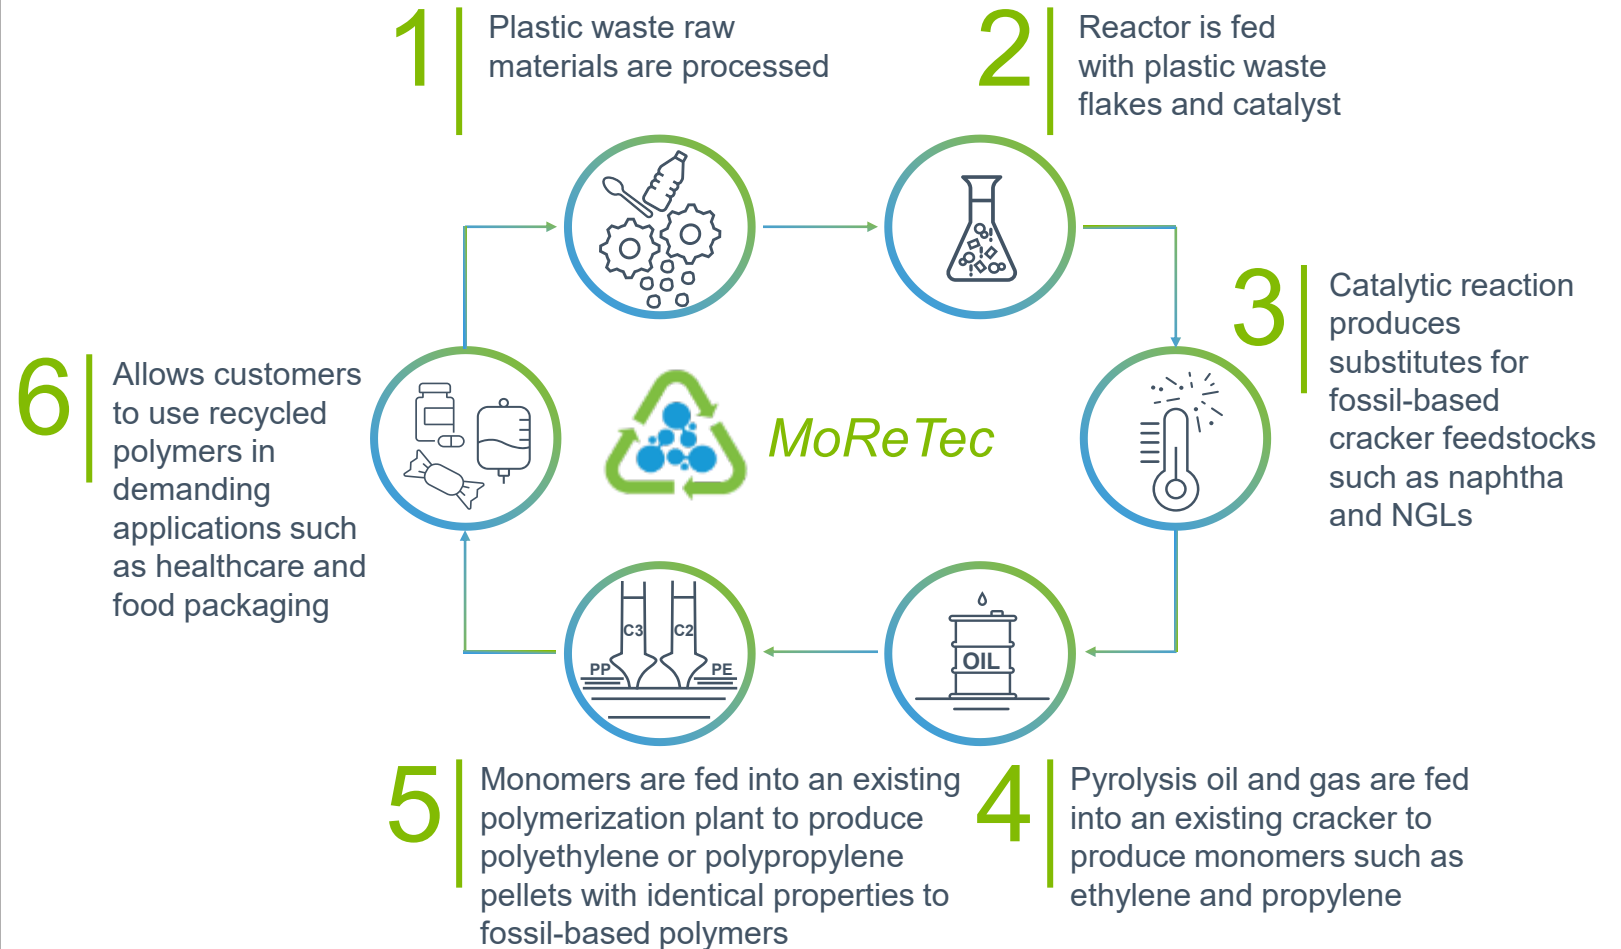 1
Plastic waste raw
materials are processed
2
Reactor is fed
with plastic waste
flakes and catalyst
3
Catalytic reaction
produces
substitutes for
fossil-based
cracker feedstocks
such as naphtha
and NGLs
6
Allows customers
to use recycled
polymers in
demanding
applications such
as healthcare and
food packaging
MoReTec
C3 C2
PP PE
OIL
5
Monomers are fed into an existing
polymerization plant to produce
polyethylene or polypropylene
pellets with identical properties to
fossil-based polymers
4
Pyrolysis oil and gas are fed
into an existing cracker to
produce monomers such as
ethylene and propylene